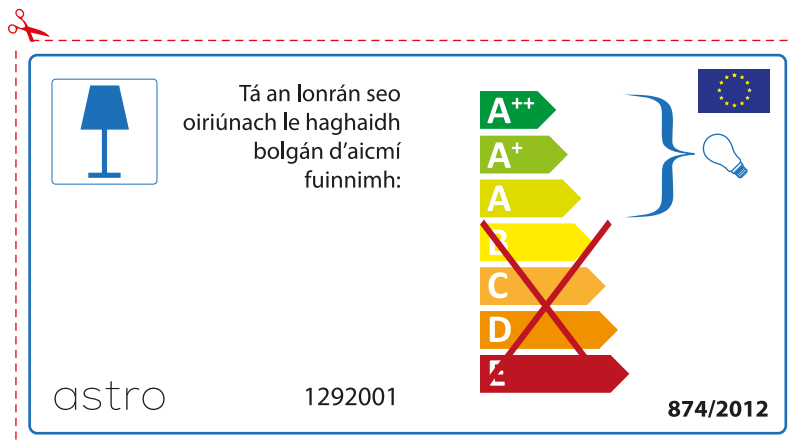 Tá an lonrán seo
oiriúnach le haghaidh
bolgán d'aicmí
fuinnimh:
A++
A+
A
B
C
D
E
astro
1292001
874/2012